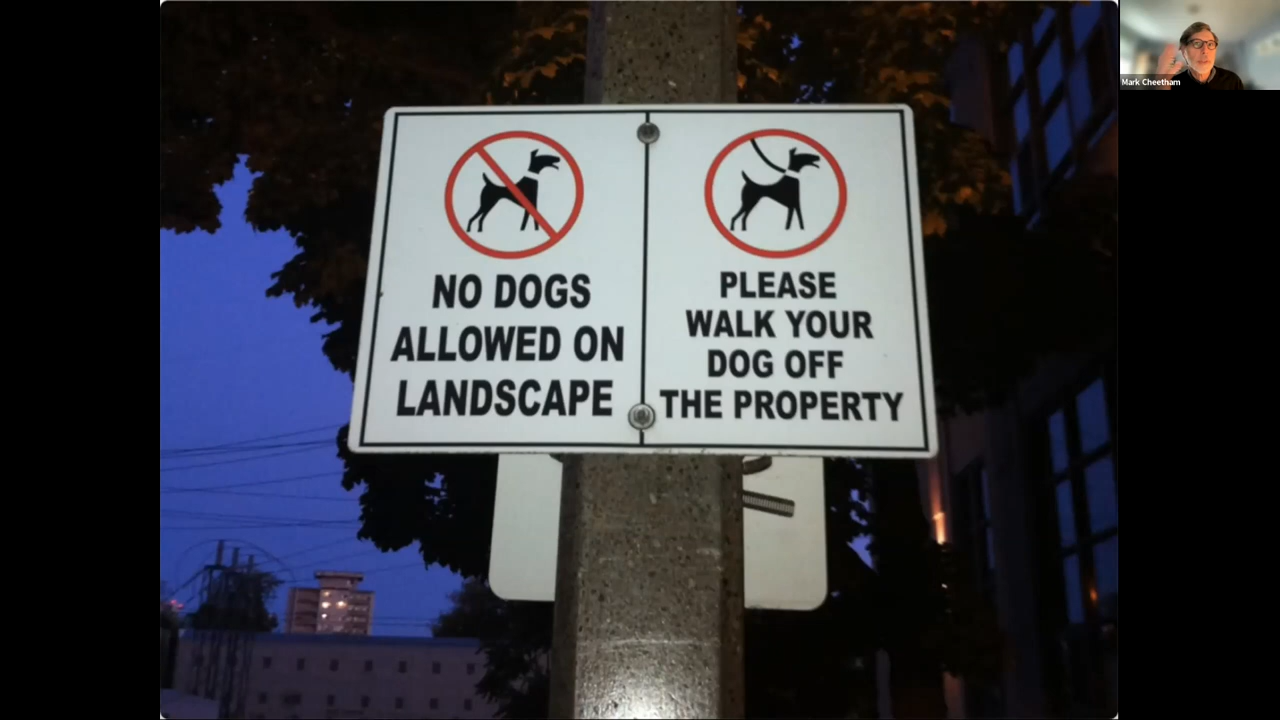 NO DOGS
ALLOWED ON
LANDSCAPE
PLEASE
WALK YOUR
DOG OFF
THE PROPERTY
Mark Cheetham